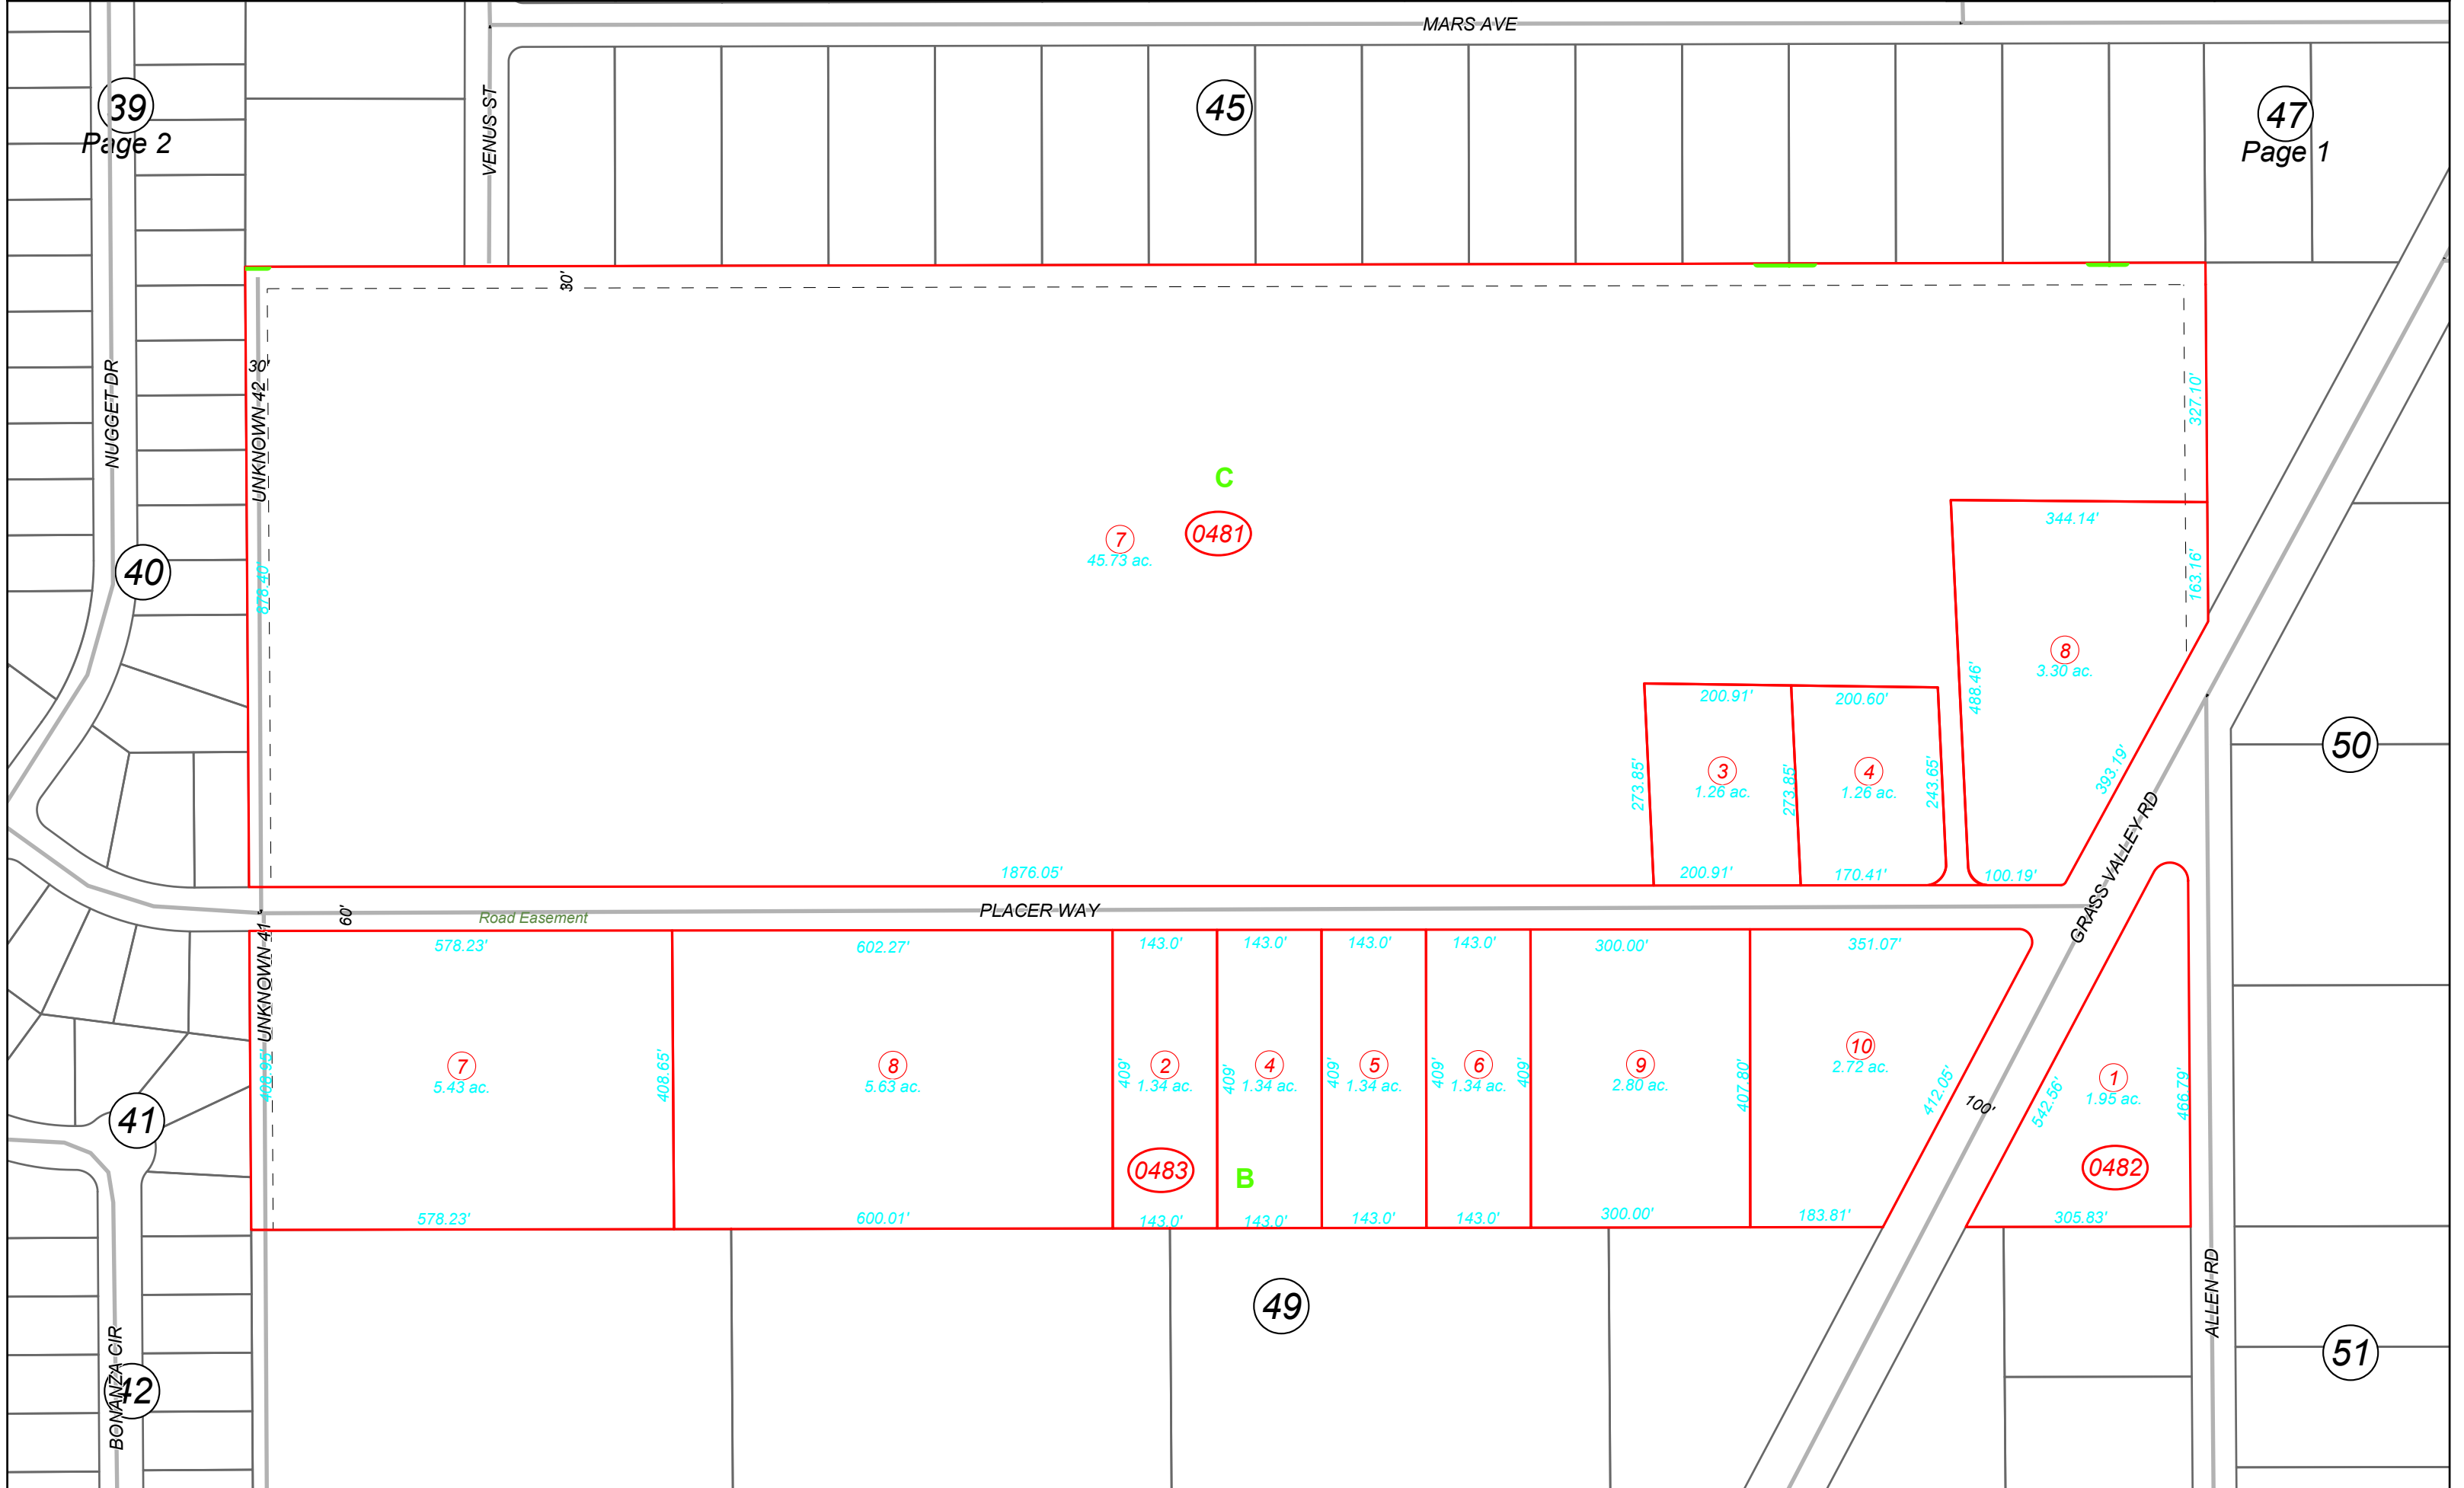 MARS AVE
39
Page 2
VENUS ST
45
47
Page 1
30'
30'
NUGGET DR
UNKNOWN 42
327.10'
C
0481
7
45.73 ac.
344.14'
163.16'
40
878.40'
8
3.30 ac.
488.46'
200.91'
200.60'
50
273.85'
3
1.26 ac.
273.85'
4
1.26 ac.
243.65'
393.19'
GRASS VALLEY RD
1876.05'
200.91'
170.41'
100.19'
60'
Road Easement
PLACER WAY
UNKNOWN 41
578.23'
602.27'
143.0'
143.0'
143.0'
143.0'
300.00'
351.07'
408.95'
7
5.43 ac.
408.65'
8
5.63 ac.
409'
2
1.34 ac.
409'
4
1.34 ac.
409'
5
1.34 ac.
409'
6
1.34 ac.
409'
9
2.80 ac.
407.80'
10
2.72 ac.
412.05'
100'
542.56'
1
1.95 ac.
466.79'
41
0483
B
0482
578.23'
600.01'
143.0'
143.0'
143.0'
143.0'
300.00'
183.81'
305.83'
49
ALLEN RD
51
BONANZA CIR
42